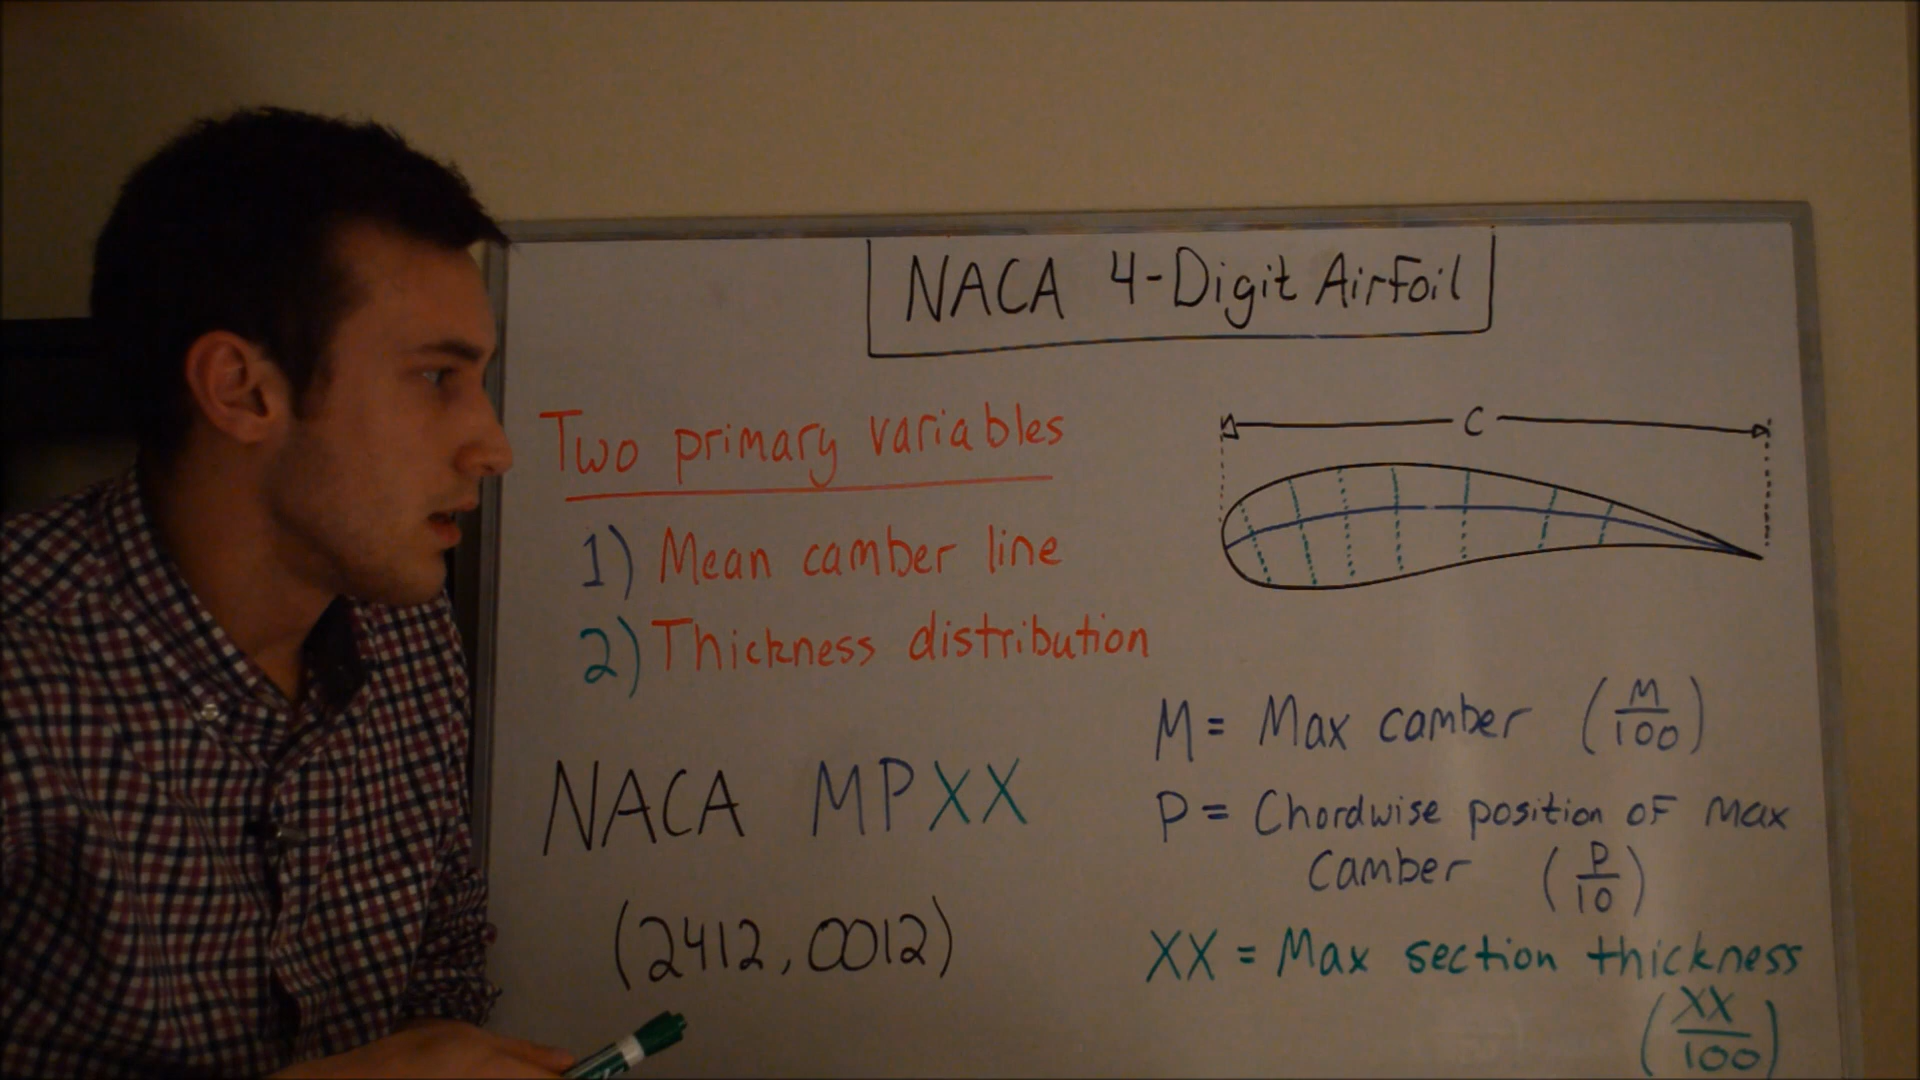 NACA 4-Digit Airfoil
Two primary variables
1) Mean camber line
2) Thickness distribution
NACA MPXX
(2412, 0012)
C
M = Max camber (M/100)
P = Chordwise position of max
camber (P/10)
XX = Max section thickness
(XX/100)